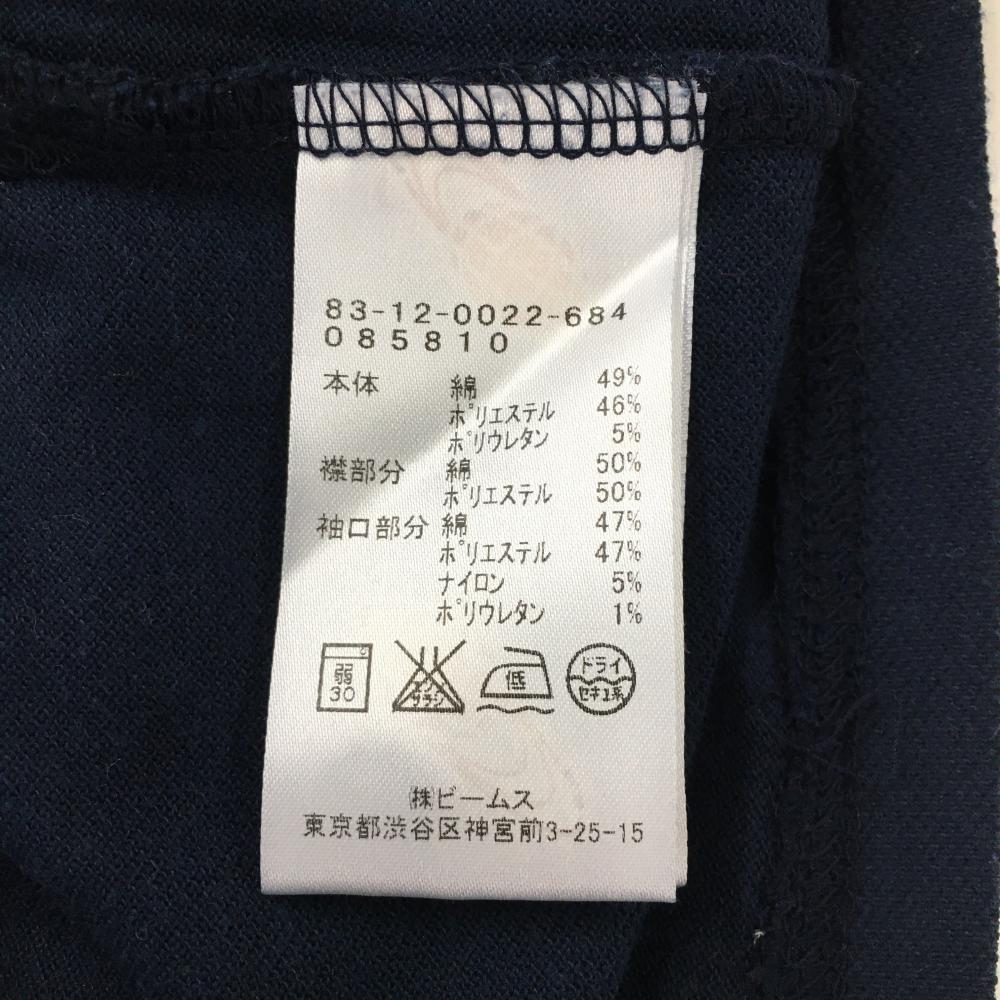 83-12-0022-684
085810
本体 綿 49%
ポリエステル 46%
ポリウレタン 5%
襟部分 綿 50%
ポリエステル 50%
袖口部分 綿 47%
ポリエステル 47%
ナイロン 5%
ポリウレタン 1%
弱 30
エンソ サラシ
低
ドライ セキユ系
㈱ビームス
東京都渋谷区神宮前3-25-15